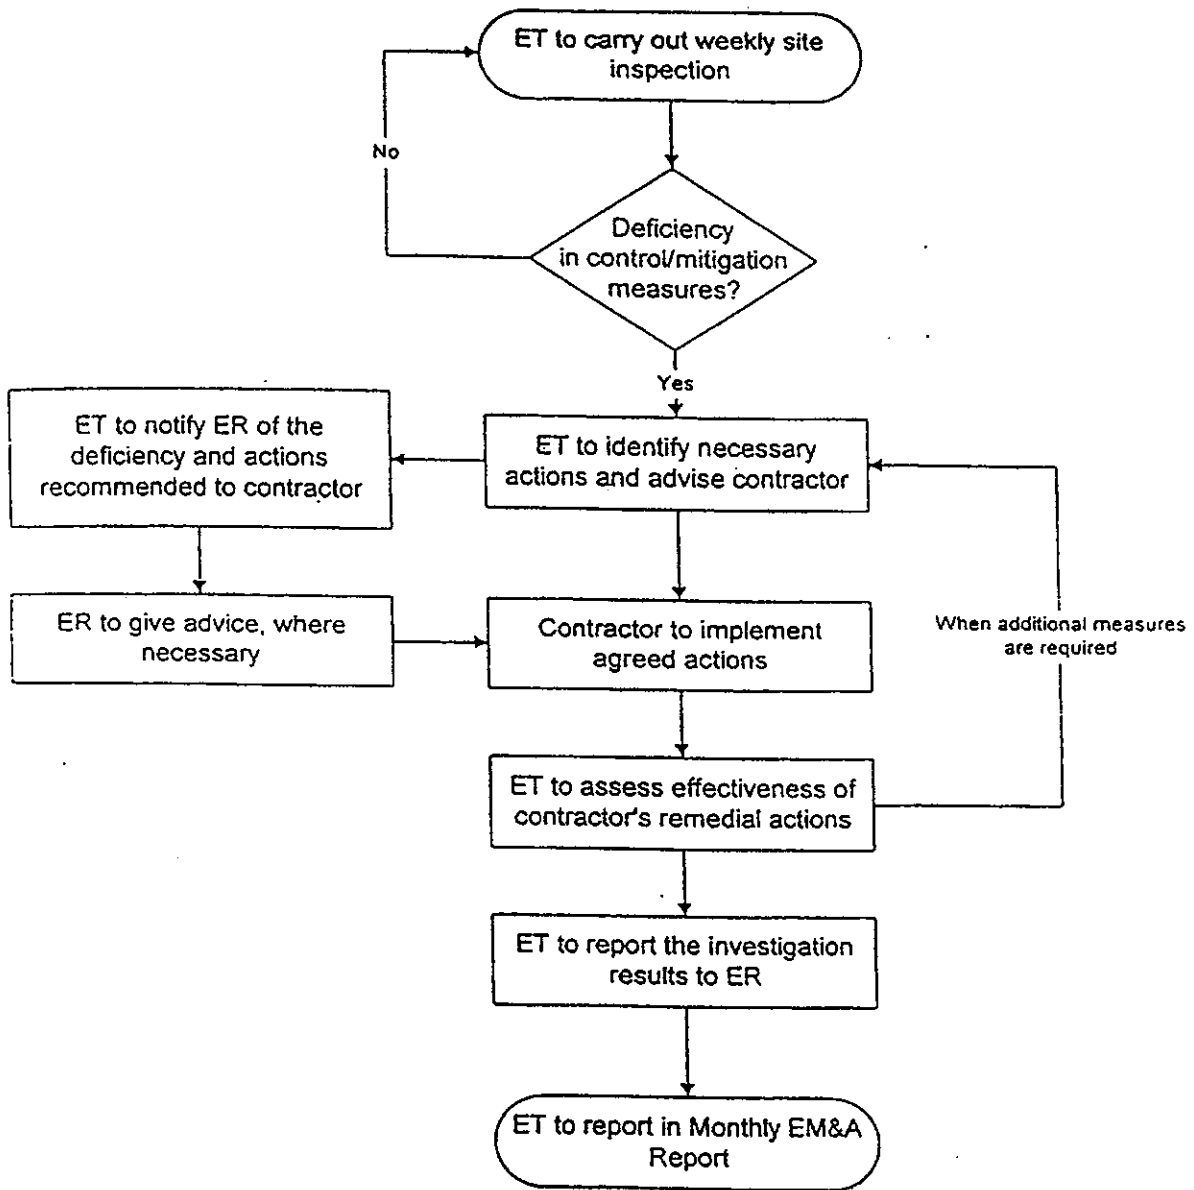 ET to carry out weekly site
inspection
No
Deficiency
in control/mitigation
measures?
Yes
ET to notify ER of the
deficiency and actions
recommended to contractor
ET to identify necessary
actions and advise contractor
ER to give advice, where
necessary
Contractor to implement
agreed actions
When additional measures
are required
ET to assess effectiveness of
contractor's remedial actions
ET to report the investigation
results to ER
ET to report in Monthly EM&A
Report